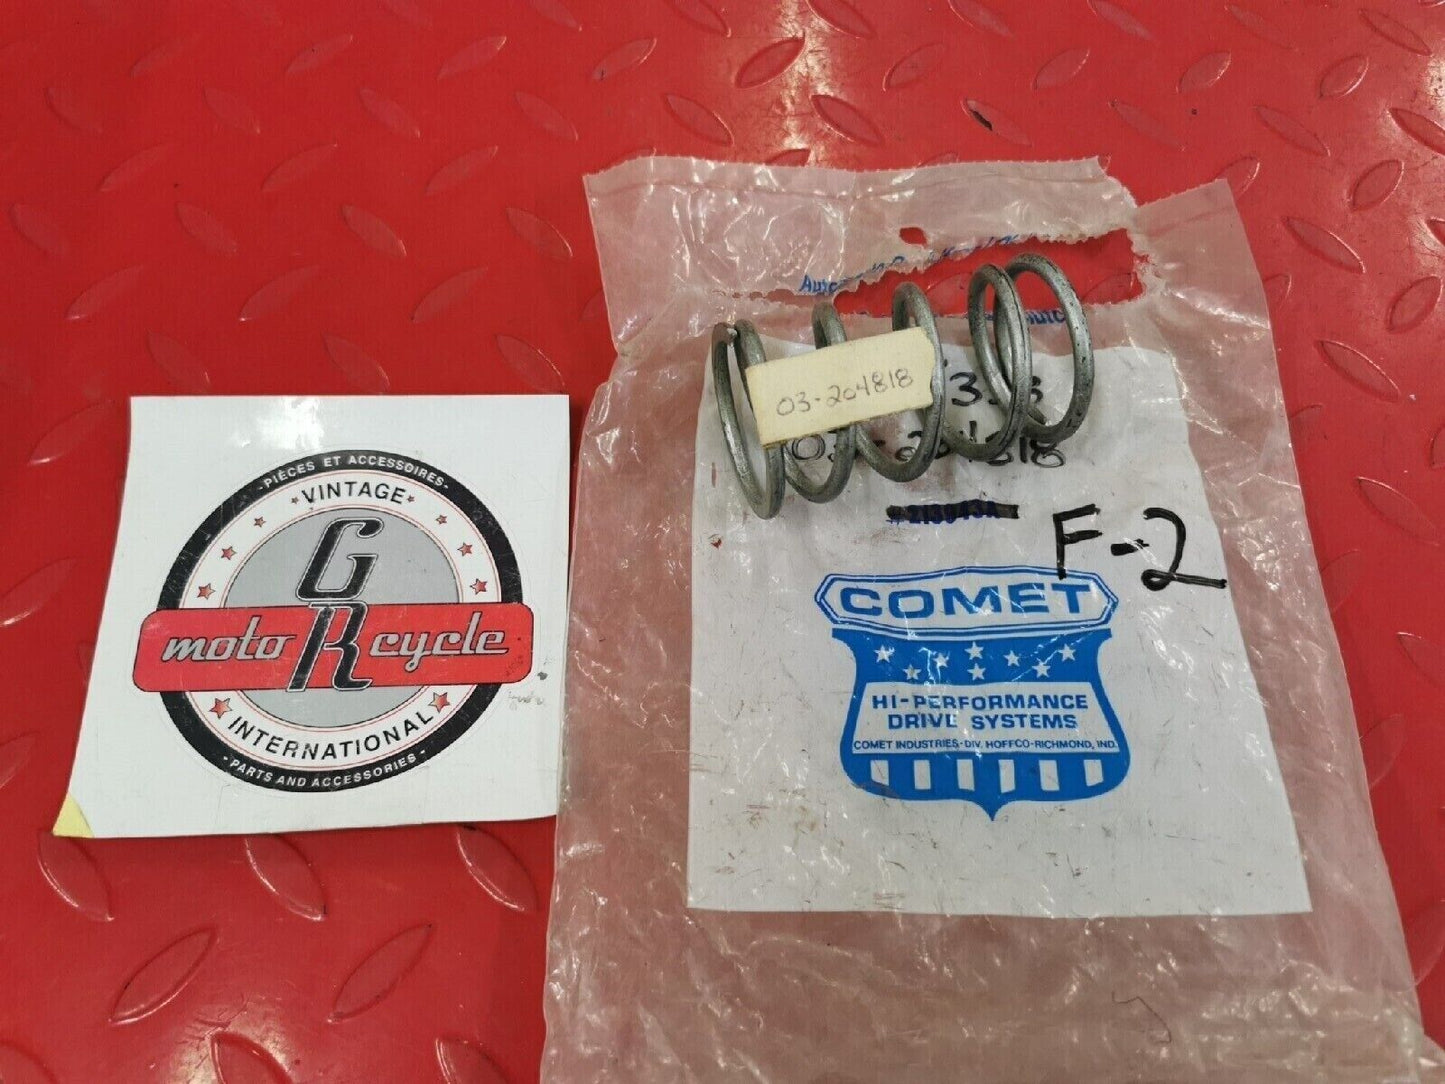 -PIÈCES ET ACCESSOIRES-
VINTAGE
GR
moto cycle
INTERNATIONAL
-PARTS AND ACCESSORIES-
03-204818
F-2
COMET
HI-PERFORMANCE
DRIVE SYSTEMS
COMET INDUSTRIES-DIV. HOFFCO-RICHMOND, IND.